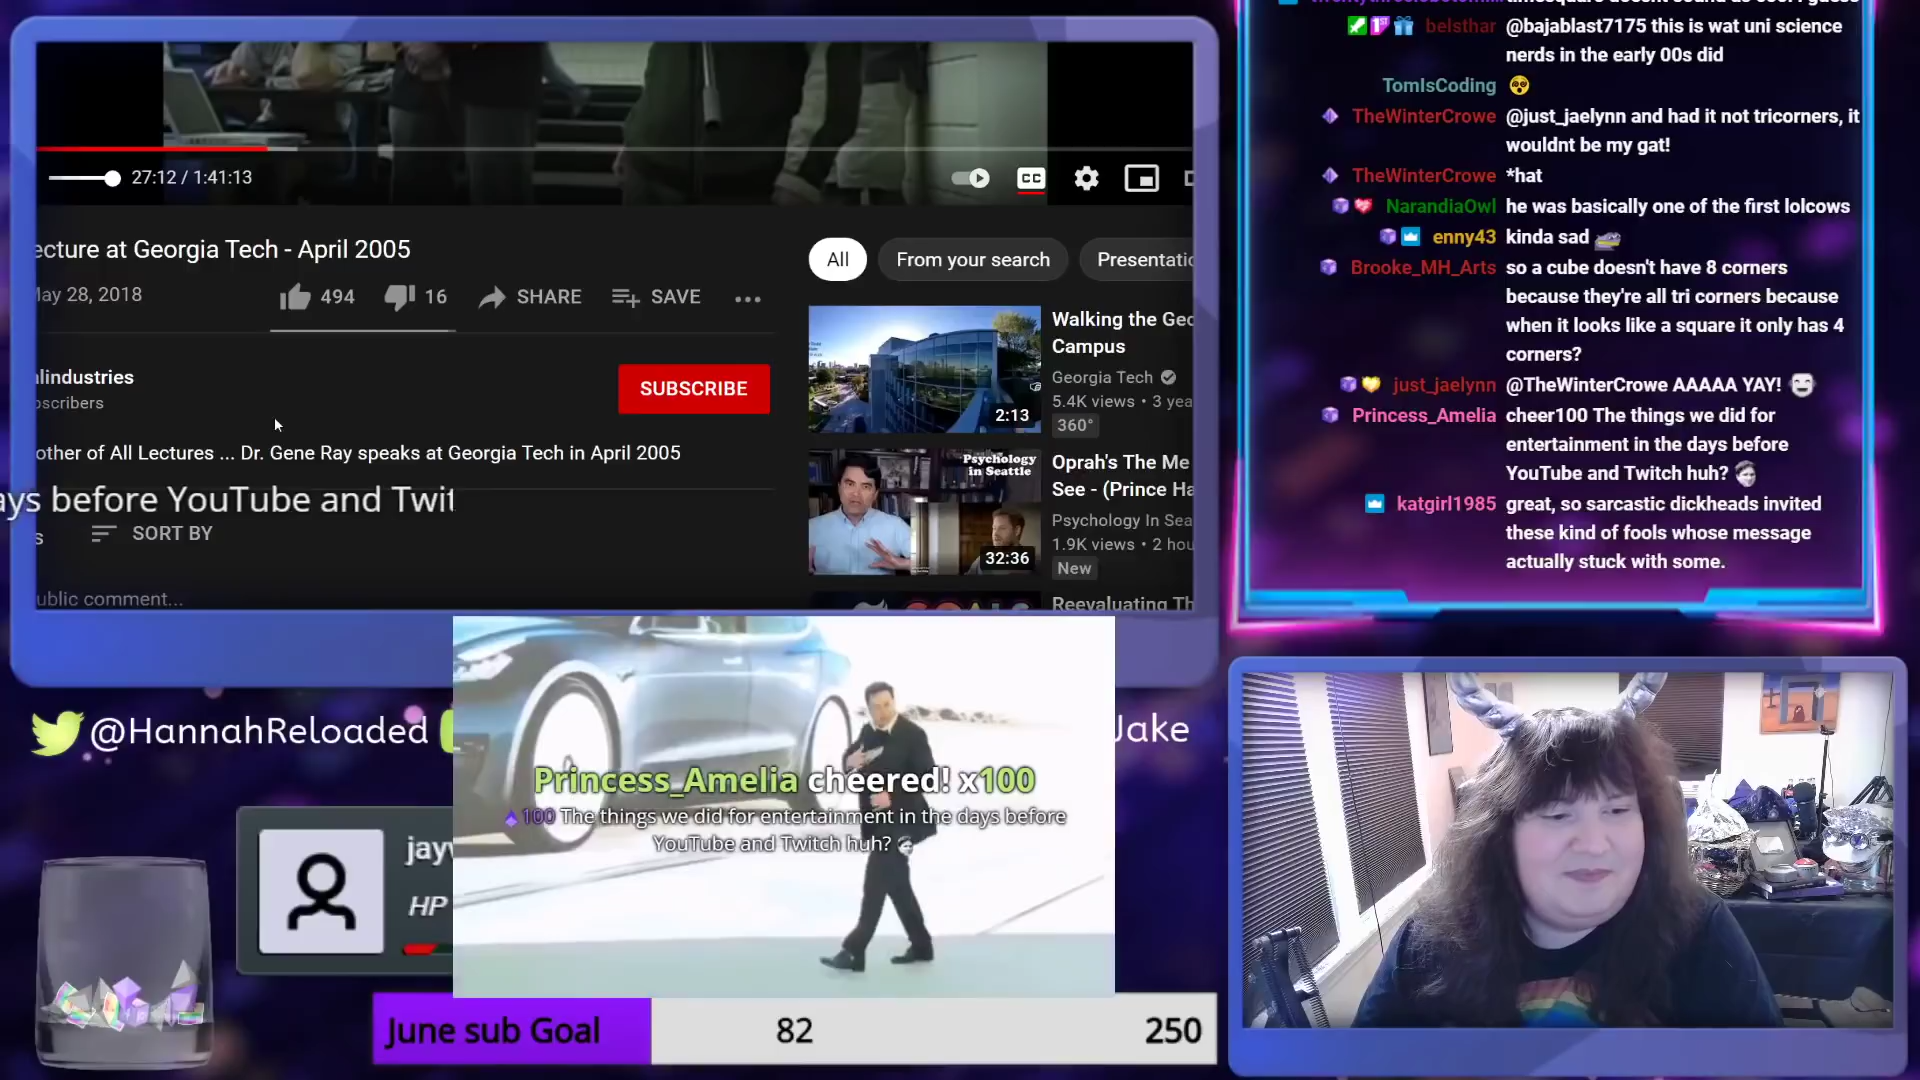 27:12 / 1:41:13
CC
ecture at Georgia Tech - April 2005
May 28, 2018
494
16
SHARE
SAVE
lindustries
SUBSCRIBE
other of All Lectures ... Dr. Gene Ray speaks at Georgia Tech in April 2005
ays before YouTube and Twit
SORT BY
ublic comment...
All
From your search
Presentatio
Walking the Geo
Campus
Georgia Tech
5.4K views • 3 yea
360°
2:13
Psychology
in Seattle
Oprah's The Me
See - (Prince Ha
Psychology In Sea
1.9K views • 2 hou
New
32:36
Reevaluating Th
belsthar @bajablast7175 this is wat uni science
nerds in the early 00s did
TomIsCoding
TheWinterCrowe @just_jaelynn and had it not tricorners, it
wouldnt be my gat!
TheWinterCrowe *hat
NarandiaOwl he was basically one of the first lolcows
enny43 kinda sad
Brooke_MH_Arts so a cube doesn't have 8 corners
because they're all tri corners because
when it looks like a square it only has 4
corners?
just_jaelynn @TheWinterCrowe AAAAA YAY!
Princess_Amelia cheer100 The things we did for
entertainment in the days before
YouTube and Twitch huh?
katgirl1985 great, so sarcastic dickheads invited
these kind of fools whose message
actually stuck with some.
@HannahReloaded
Jake
Princess_Amelia cheered! x100
100 The things we did for entertainment in the days before
YouTube and Twitch huh?
jay
HP
June sub Goal
82
250